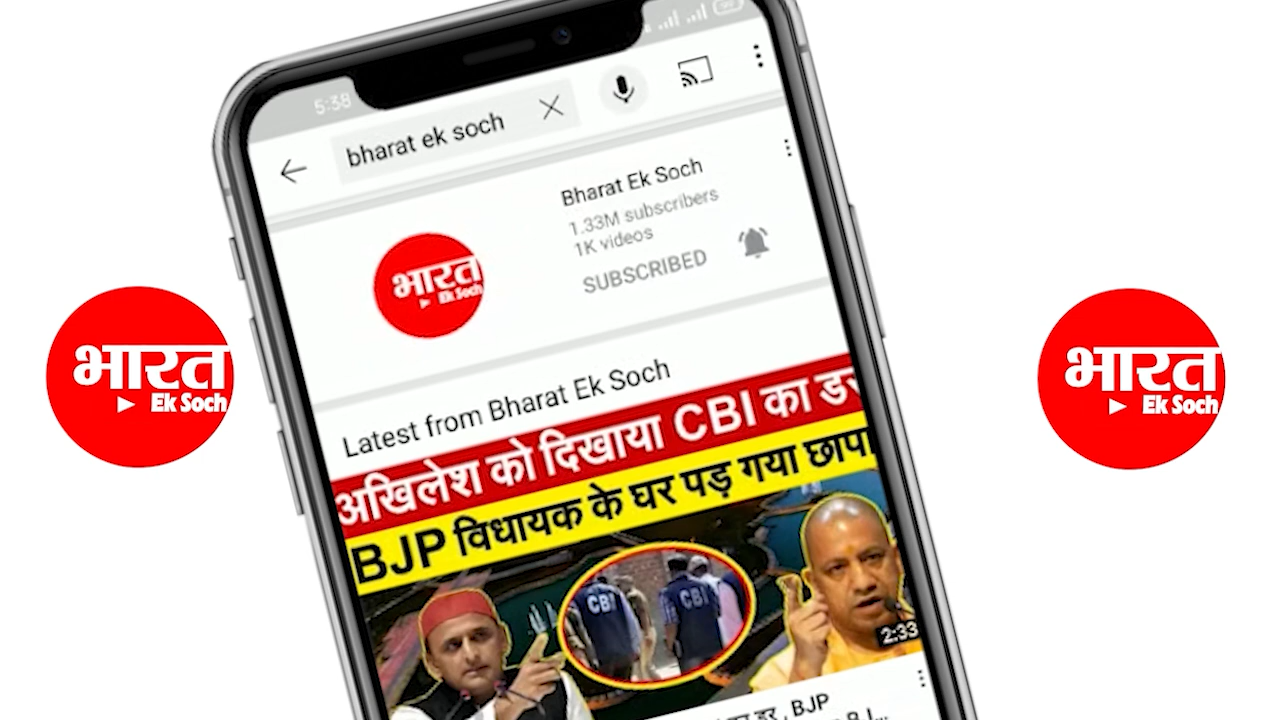 5:38
bharat ek soch
Bharat Ek Soch
1.33M subscribers
1K videos
SUBSCRIBED
भारत
Ek Soch
भारत
Ek Soch
भारत
Ek Soch
Latest from Bharat Ek Soch
अखिलेश को दिखाया CBI का डर
BJP विधायक के घर पड़ गया छापा
CBI
CBI
2:33
डर, BJP